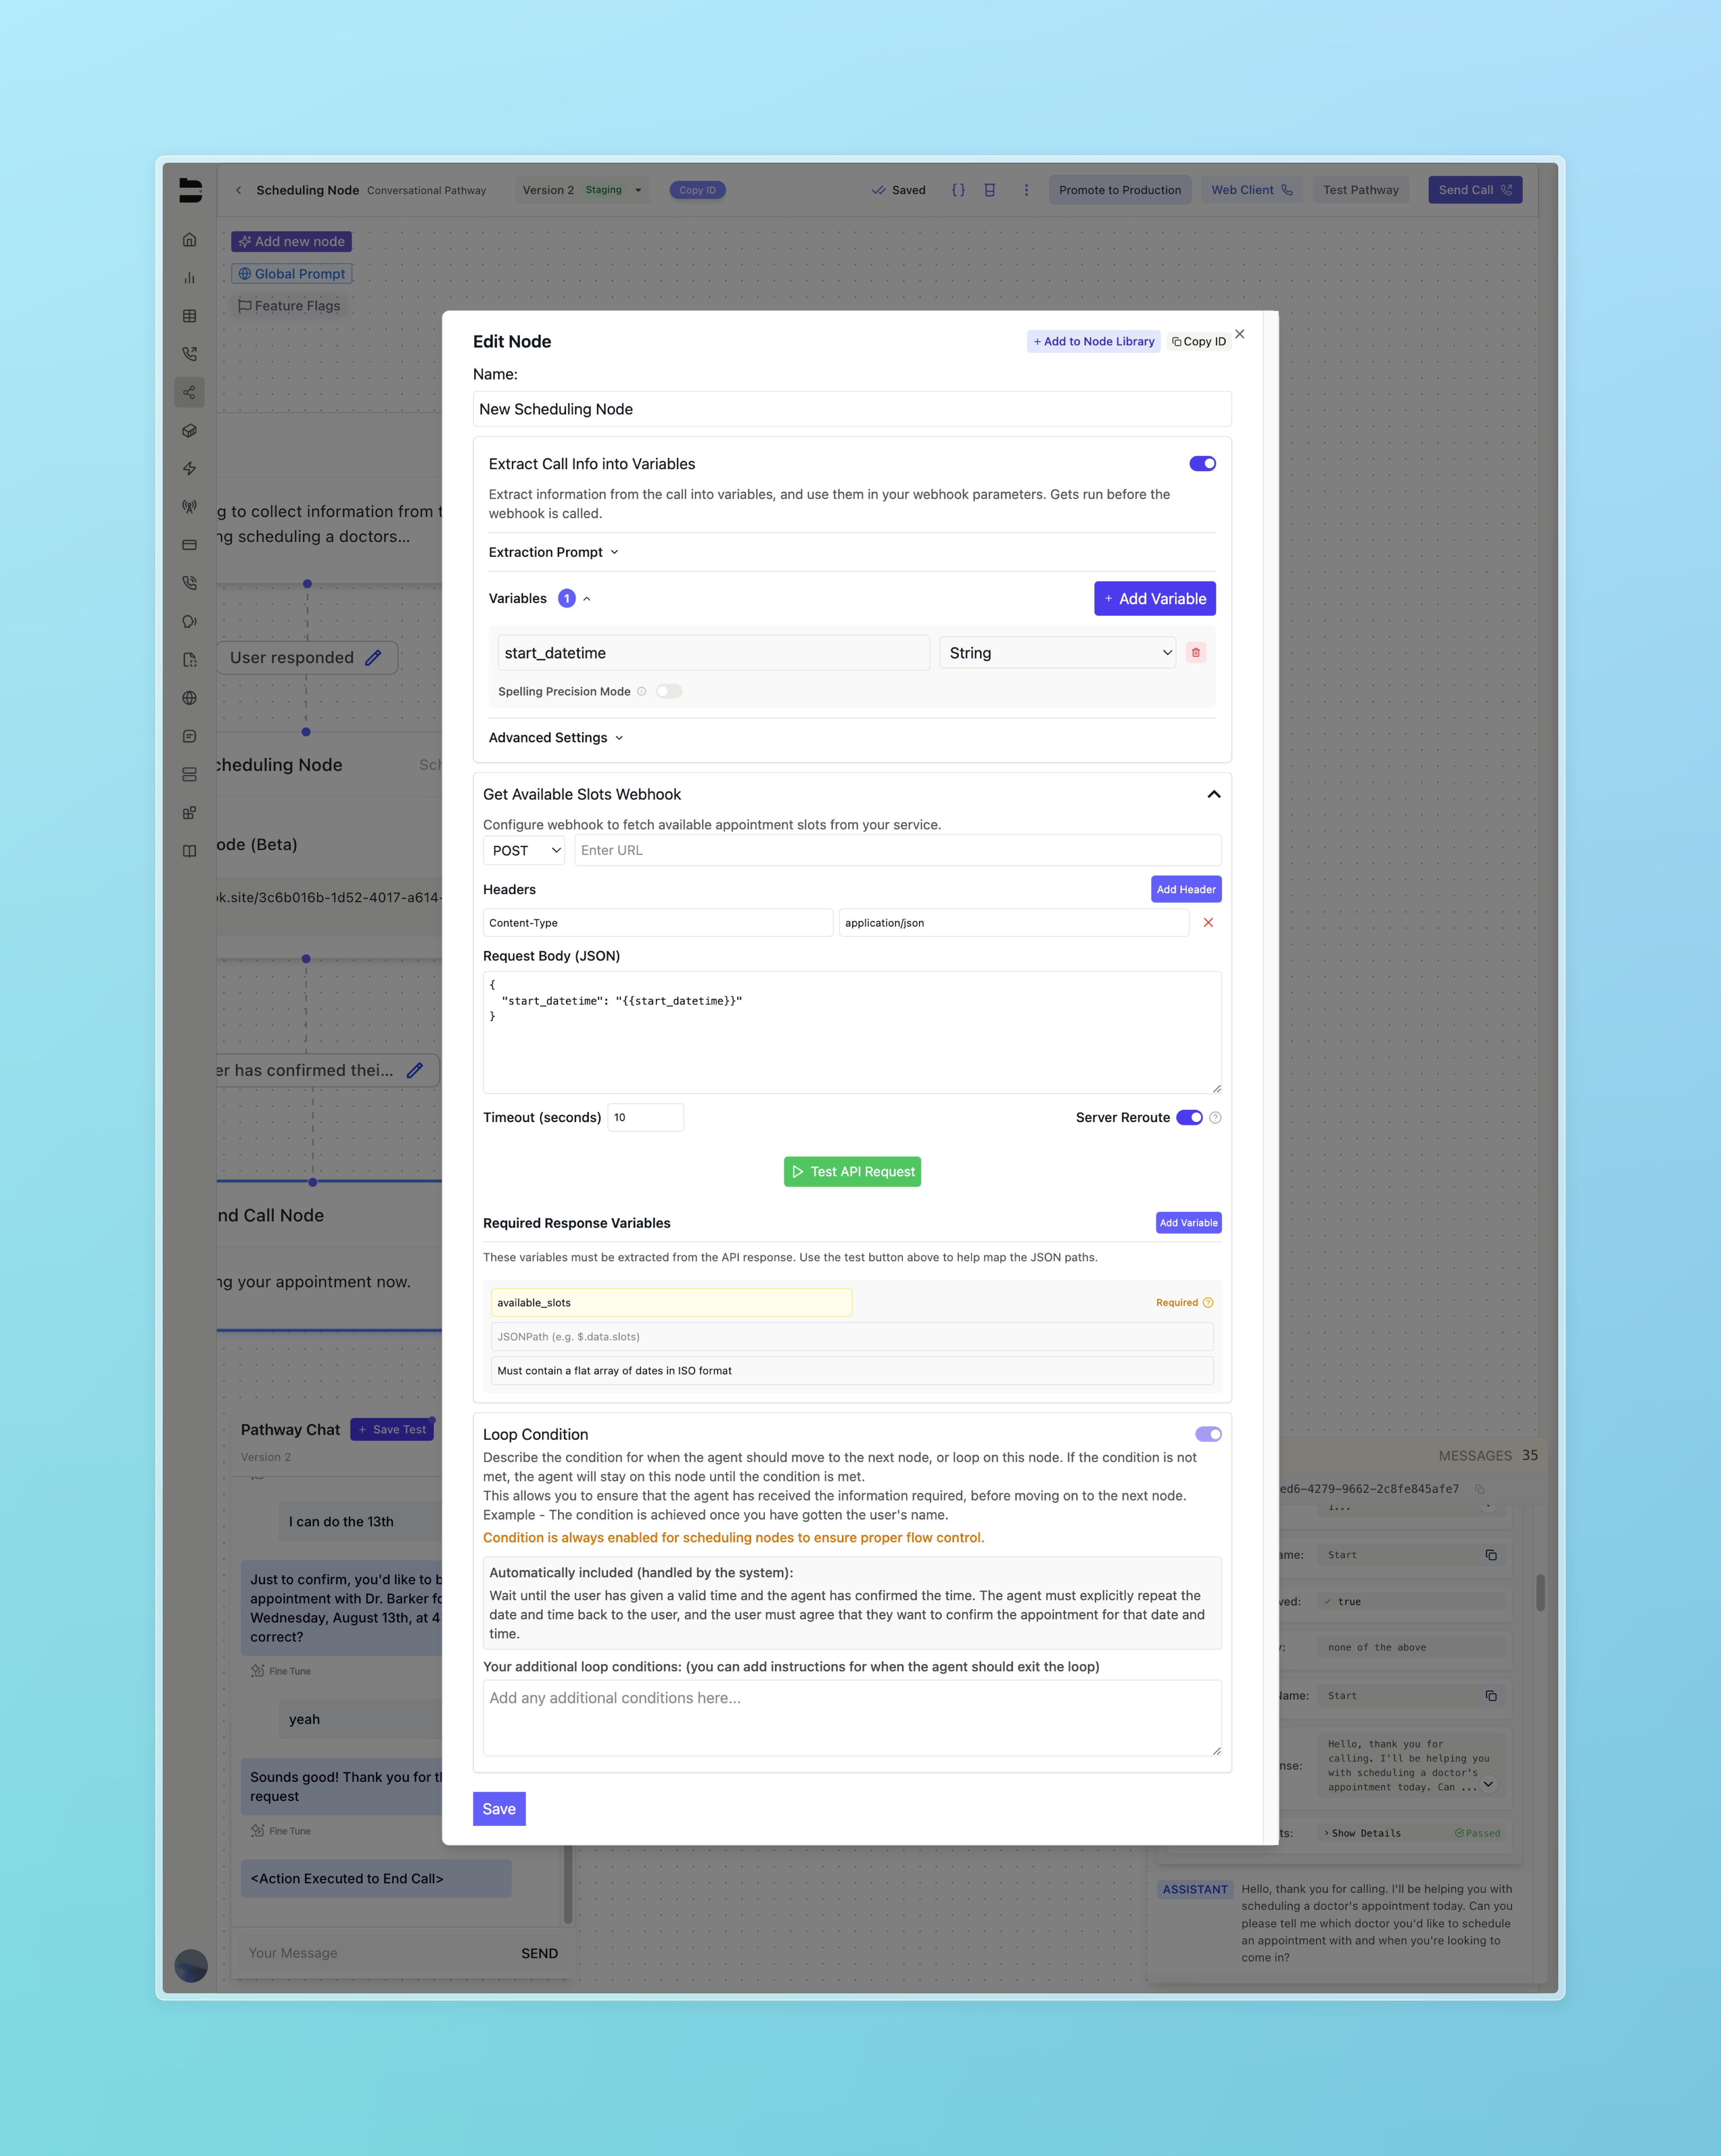 Scheduling Node Conversational Pathway Version 2 Staging Copy ID Saved Promote to Production Web Client Test Pathway Send Call
Add new node
Global Prompt
Feature Flags
g to collect information from t
ng scheduling a doctors...
User responded
cheduling Node Sch
ode (Beta)
ok.site/3c6b016b-1d52-4017-a614-
er has confirmed thei...
nd Call Node
ng your appointment now.
Edit Node
+ Add to Node Library
Copy ID
Name:
New Scheduling Node
Extract Call Info into Variables
Extract information from the call into variables, and use them in your webhook parameters. Gets run before the
webhook is called.
Extraction Prompt
Variables 1
+ Add Variable
start_datetime
String
Spelling Precision Mode
Advanced Settings
Get Available Slots Webhook
Configure webhook to fetch available appointment slots from your service.
POST
Enter URL
Headers
Add Header
Content-Type
application/json
Request Body (JSON)
{
"start_datetime": "{{start_datetime}}"
}
Timeout (seconds) 10
Server Reroute
Test API Request
Required Response Variables
Add Variable
These variables must be extracted from the API response. Use the test button above to help map the JSON paths.
available_slots
Required
JSONPath (e.g. $.data.slots)
Must contain a flat array of dates in ISO format
Loop Condition
Describe the condition for when the agent should move to the next node, or loop on this node. If the condition is not
met, the agent will stay on this node until the condition is met.
This allows you to ensure that the agent has received the information required, before moving on to the next node.
Example - The condition is achieved once you have gotten the user's name.
Condition is always enabled for scheduling nodes to ensure proper flow control.
Automatically included (handled by the system):
Wait until the user has given a valid time and the agent has confirmed the time. The agent must explicitly repeat the
date and time back to the user, and the user must agree that they want to confirm the appointment for that date and
time.
Your additional loop conditions: (you can add instructions for when the agent should exit the loop)
Add any additional conditions here...
Save
Pathway Chat
+ Save Test
Version 2
I can do the 13th
Just to confirm, you'd like to b
appointment with Dr. Barker fo
Wednesday, August 13th, at 4
correct?
Fine Tune
yeah
Sounds good! Thank you for th
request
Fine Tune
<Action Executed to End Call>
Your Message
SEND
MESSAGES 35
ed6-4279-9662-2c8fe845afe7
ame: Start
ved: true
y: none of the above
Name: Start
nse: Hello, thank you for
calling. I'll be helping you
with scheduling a doctor's
appointment today. Can ...
ts: Show Details Passed
ASSISTANT
Hello, thank you for calling. I'll be helping you with
scheduling a doctor's appointment today. Can you
please tell me which doctor you'd like to schedule
an appointment with and when you're looking to
come in?